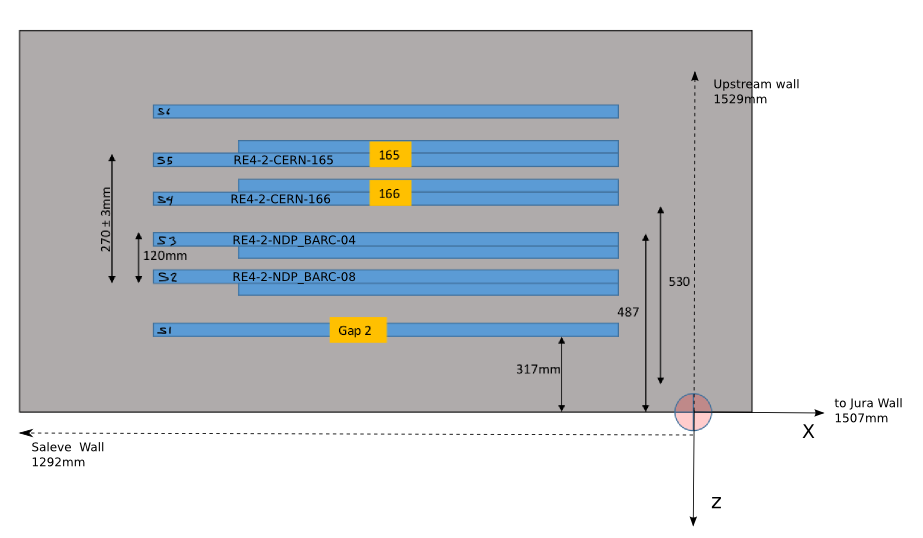 Upstream wall
1529mm
S6
165
S5
RE4-2-CERN-165
166
S4
RE4-2-CERN-166
270 ± 3mm
S3
RE4-2-NDP_BARC-04
120mm
S2
RE4-2-NDP_BARC-08
530
487
S1
Gap 2
317mm
to Jura Wall
1507mm
X
Saleve Wall
1292mm
Z